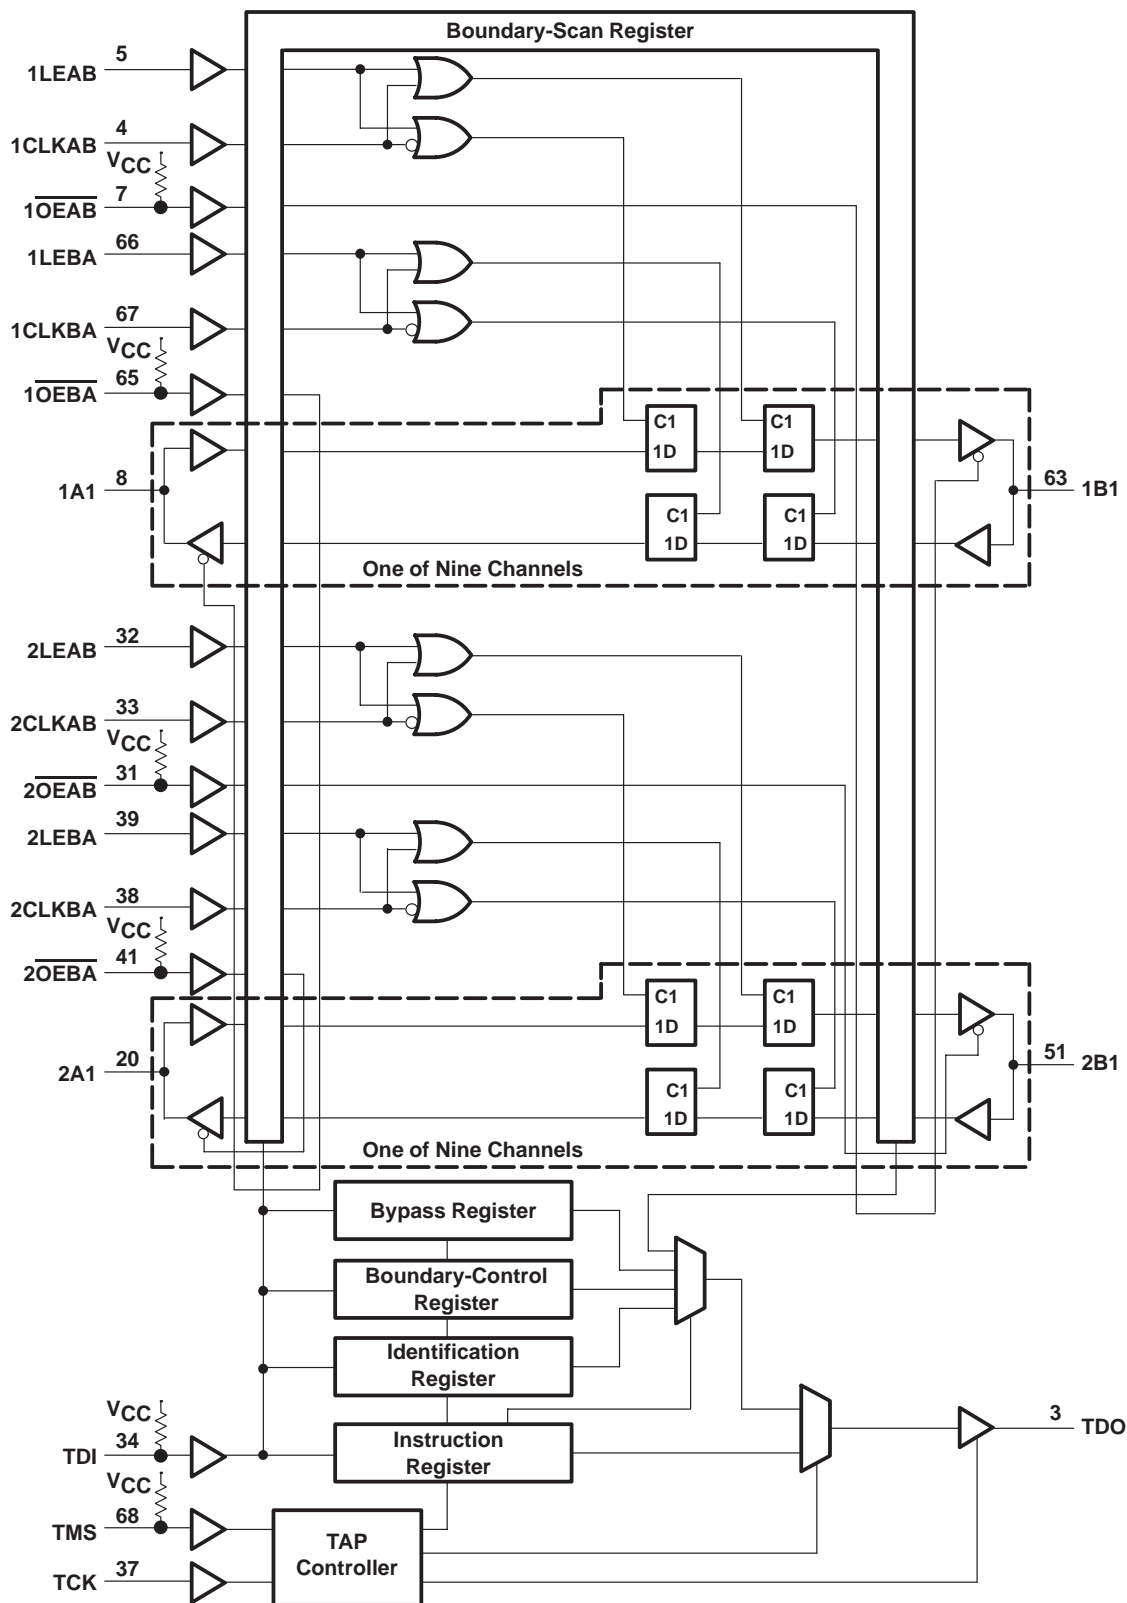 Boundary-Scan Register
5
1LEAB
4
1CLKAB
VCC
7
1OEAB
66
1LEBA
67
1CLKBA
VCC
65
1OEBA
C1
1D
C1
1D
8
1A1
63
1B1
C1
1D
C1
1D
One of Nine Channels
32
2LEAB
33
2CLKAB
VCC
31
2OEAB
39
2LEBA
38
2CLKBA
VCC
41
2OEBA
C1
1D
C1
1D
20
2A1
51
2B1
C1
1D
C1
1D
One of Nine Channels
Bypass Register
Boundary-Control
Register
Identification
Register
VCC
34
TDI
Instruction
Register
3
TDO
VCC
68
TMS
TAP
Controller
37
TCK